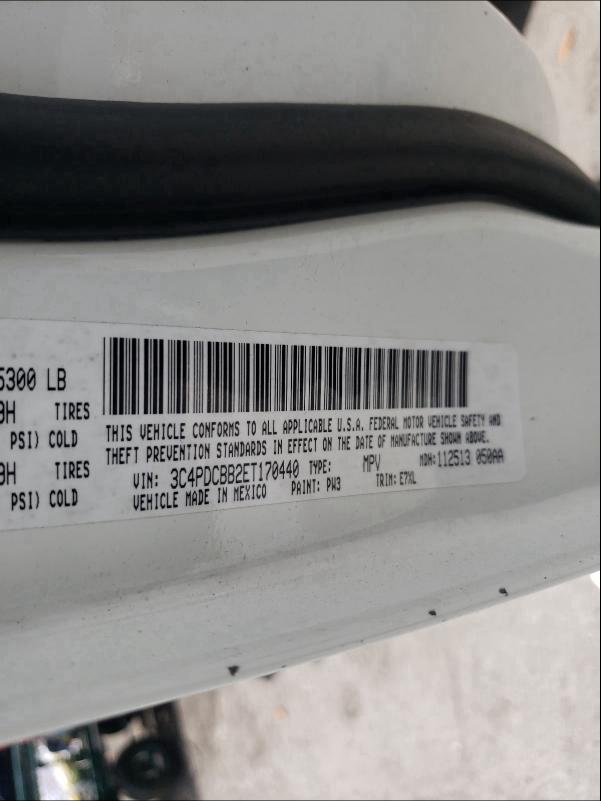 5300 LB
TIRES
PSI) COLD
TIRES
PSI) COLD
THIS VEHICLE CONFORMS TO ALL APPLICABLE U.S.A. FEDERAL MOTOR VEHICLE SAFETY AND
THEFT PREVENTION STANDARDS IN EFFECT ON THE DATE OF MANUFACTURE SHOWN ABOVE.
VIN: 3C4PDCBB2ET170440 TYPE: MPV MDH: 112513 050AA
VEHICLE MADE IN MEXICO PAINT: PW3 TRIM: E7XL